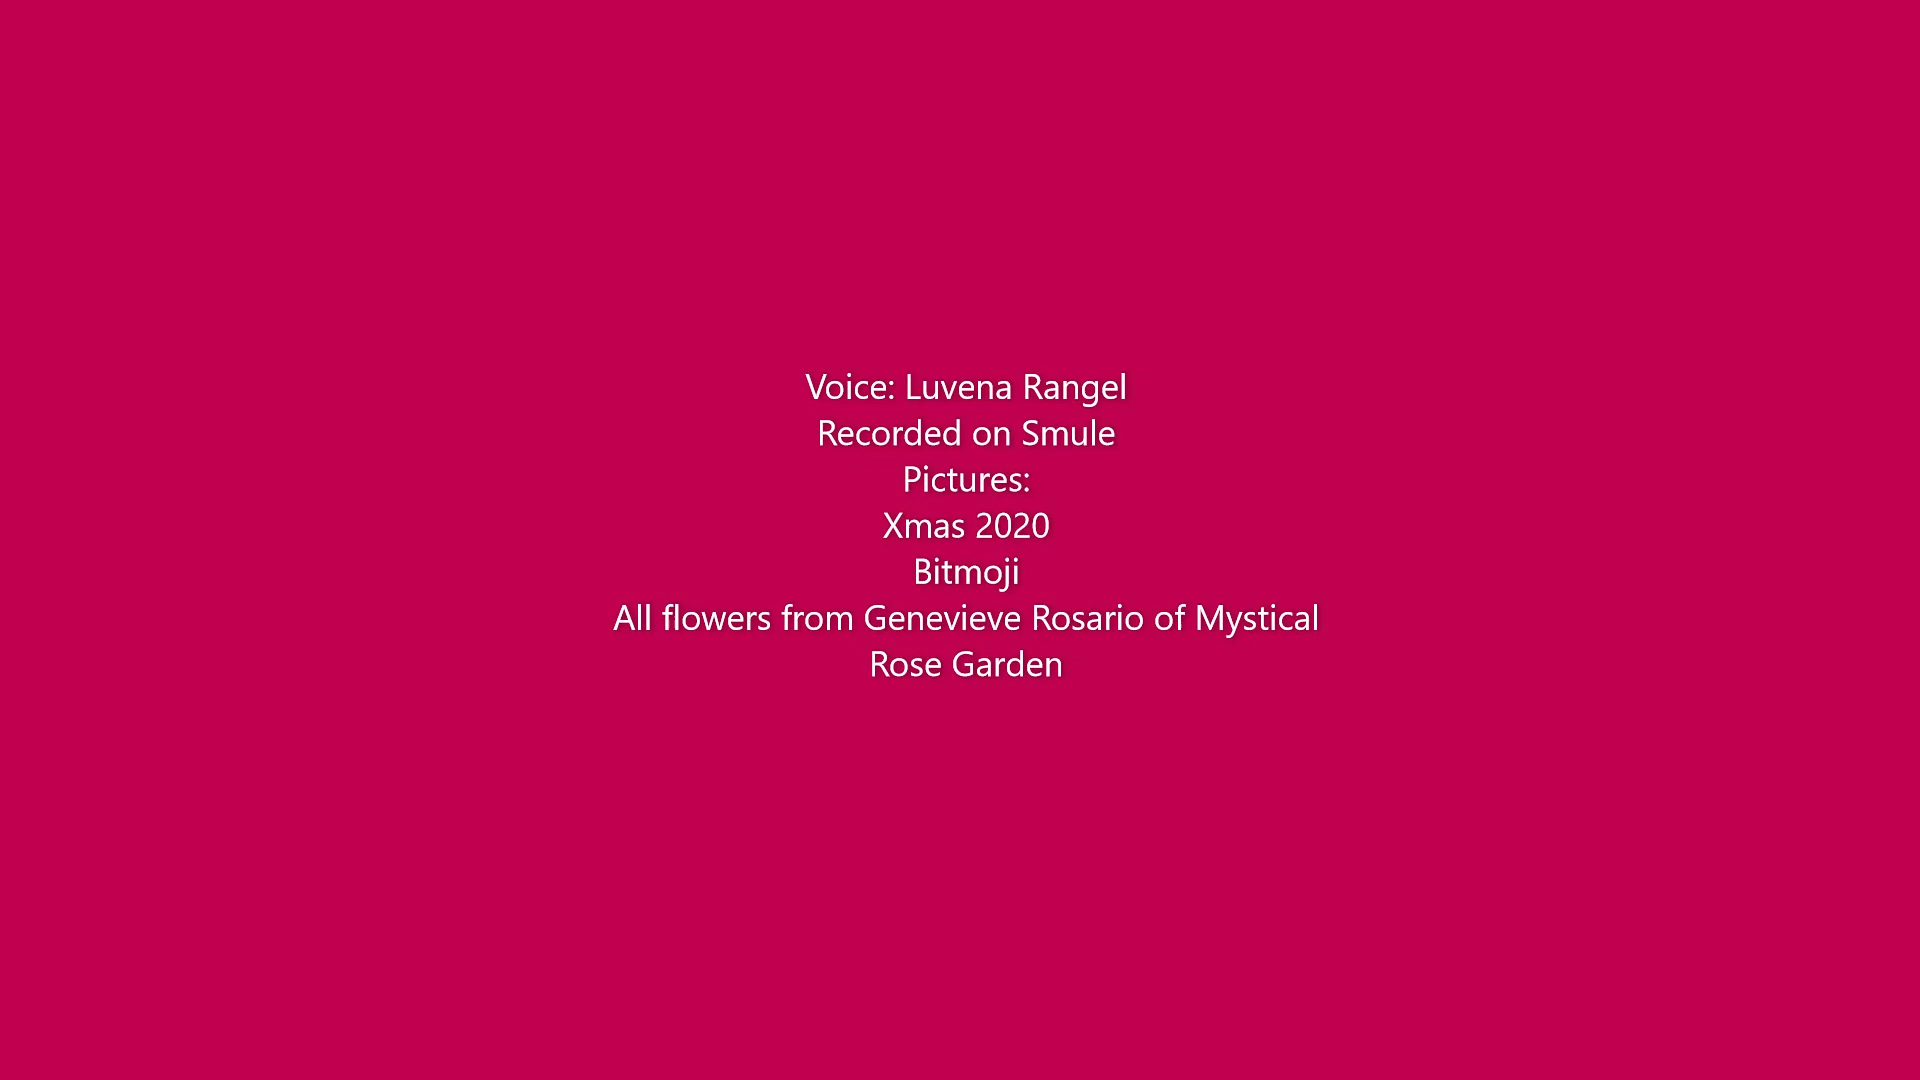 Voice: Luvena Rangel
Recorded on Smule
Pictures:
Xmas 2020
Bitmoji
All flowers from Genevieve Rosario of Mystical
Rose Garden